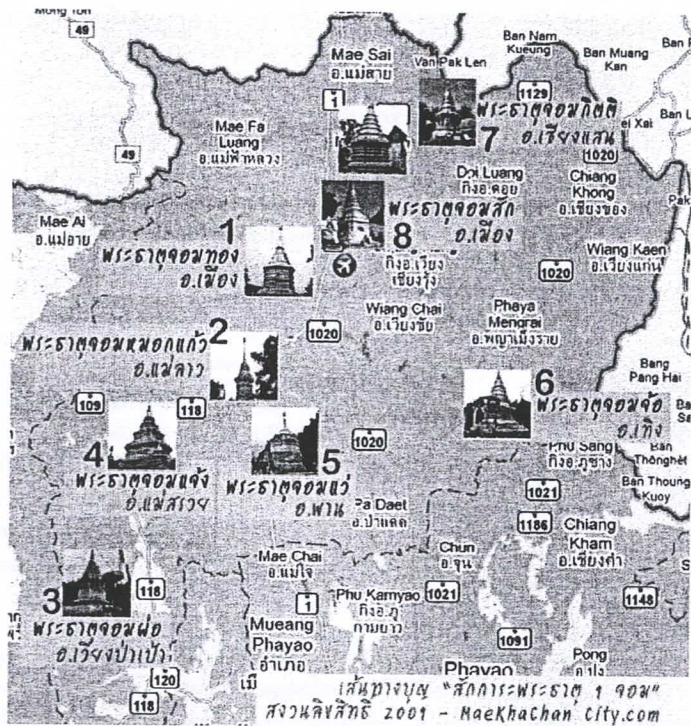 Mong Ton
49
Mae Sai
อ.แม่สาย
Van Pak Len
Ban Nam
Kueung
Ban Muang
Kan
1
1129
พระธาตุจอมกิตติ
อ.เชียงแสน
7
Mae Fa
Luang
อ.แม่ฟ้าหลวง
49
1020
Doi Luang
กิ่งอ.ดอย
Chiang
Khong
อ.เชียงของ
Mae Ai
อ.แม่อาย
1
พระธาตุจอมทอง
อ.เมือง
พระธาตุจอมสัก
อ.เมือง
8
กิ่งอ.เวียง
เชียงรุ้ง
Wiang Kaen
อ.เวียงแก่น
1020
Wiang Chai
อ.เวียงชัย
Phaya
Mengrai
อ.พญาเม็งราย
2
1020
พระธาตุจอมหมอกแก้ว
อ.แม่ลาว
Bang
Pang Hai
6
พระธาตุจอมจ้อ
อ.เทิง
109
118
4
พระธาตุจอมแจ้ง
อ.แม่สรวย
5
พระธาตุจอมแว่
อ.พาน
1020
Phu Sang
กิ่งอ.ภูซาง
Ban
Thonghet
Ban Thoung
Kuoy
1021
Pa Daet
อ.ป่าแดด
1186
Chiang
Kham
อ.เชียงคำ
Mae Chai
อ.แม่ใจ
Chun
อ.จุน
3
พระธาตุจอมผ่อ
อ.เวียงป่าเป้า
118
1
Phu Kamyao
กิ่งอ.ภู
กามยาว
1021
1148
Mueang
Phayao
อำเภอ
1091
120
118
Phayao
Pong
อ.ปง
เส้นทางบุญ "สักการะพระธาตุ 9 จอม"
สงวนลิขสิทธิ์ 2009 - MaeKhaChan City.com